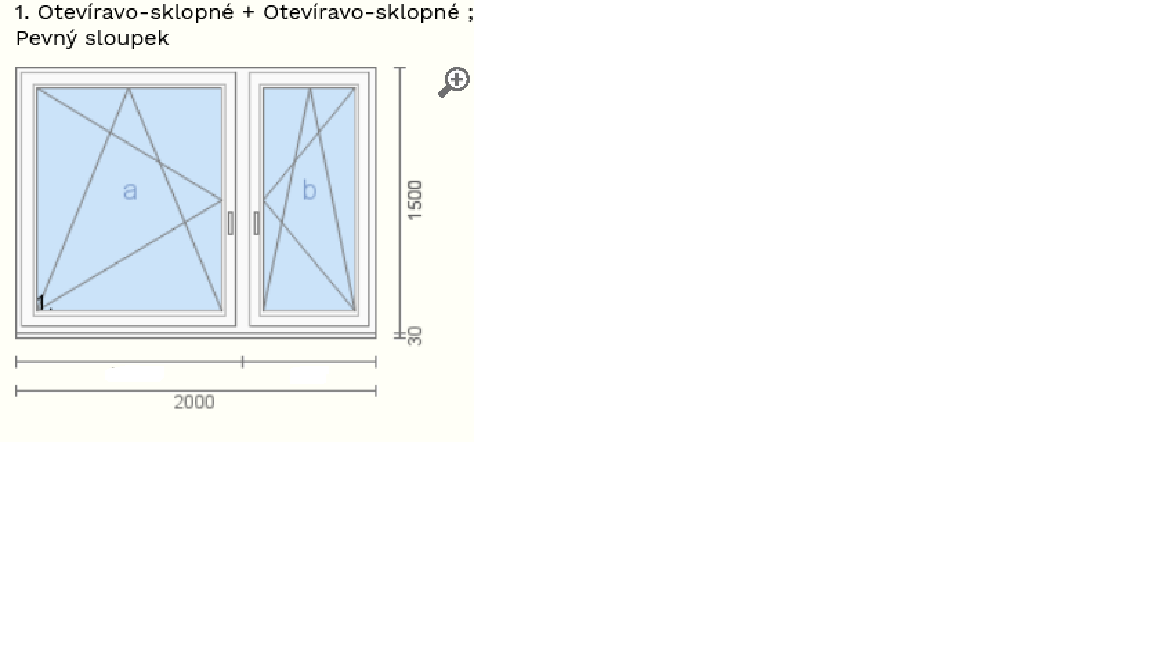 1. Otevíravo-sklopné + Otevíravo-sklopné ;
Pevný sloupek
a
b
1500
1.
30
2000